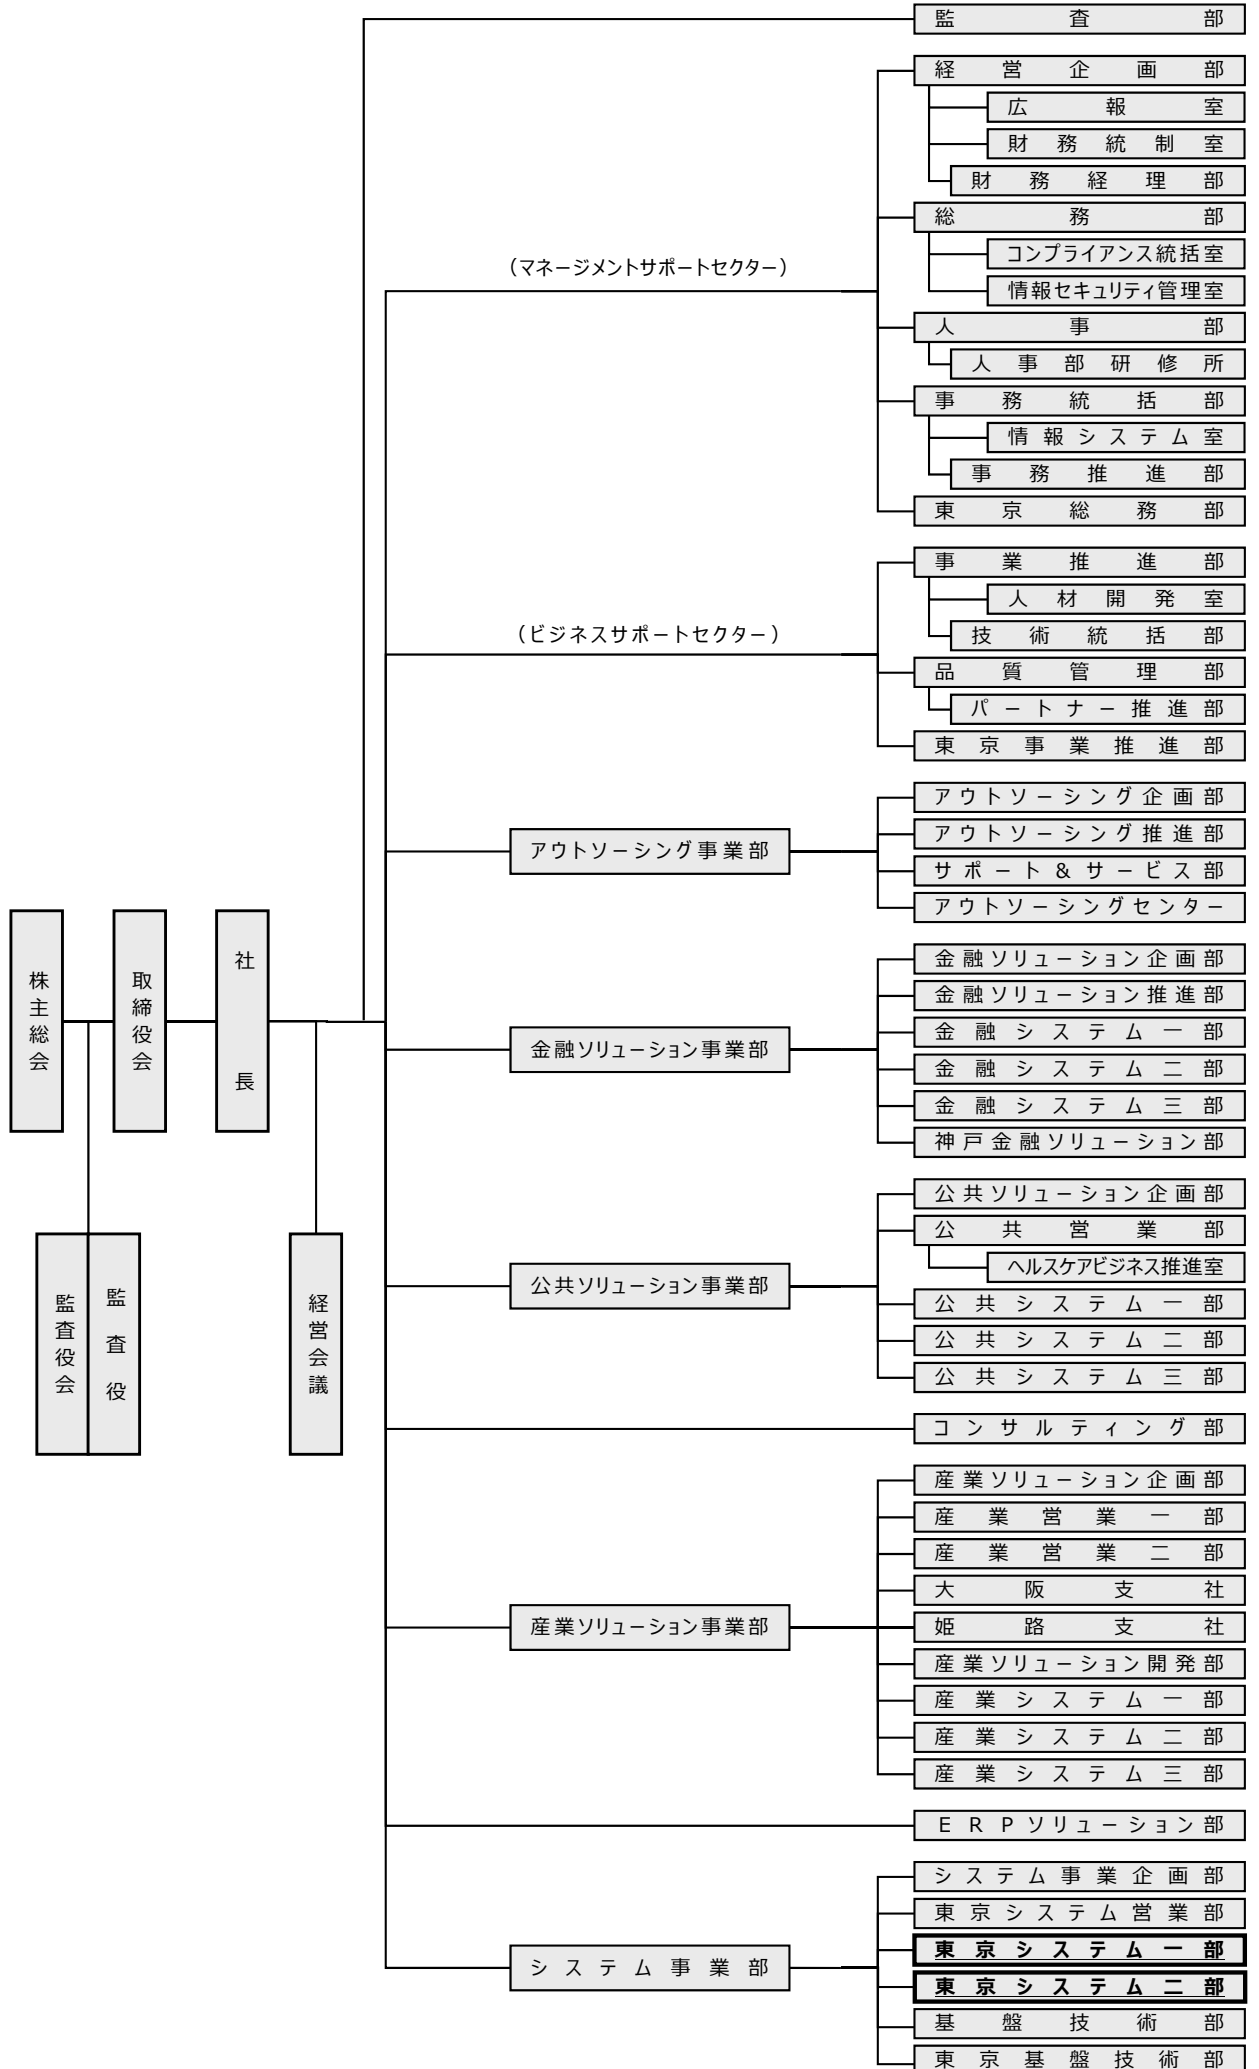 監査部
経営企画部
広報室
財務統制室
財務経理部
総務部
コンプライアンス統括室
情報セキュリティ管理室
(マネージメントサポートセクター)
人事部
人事部研修所
事務統括部
情報システム室
事務推進部
東京総務部
事業推進部
人材開発室
技術統括部
(ビジネスサポートセクター)
品質管理部
パートナー推進部
東京事業推進部
アウトソーシング事業部
アウトソーシング企画部
アウトソーシング推進部
サポート&サービス部
アウトソーシングセンター
株主総会
取締役会
社長
監査役会
監査役
経営会議
金融ソリューション事業部
金融ソリューション企画部
金融ソリューション推進部
金融システム一部
金融システム二部
金融システム三部
神戸金融ソリューション部
公共ソリューション事業部
公共ソリューション企画部
公共営業部
ヘルスケアビジネス推進室
公共システム一部
公共システム二部
公共システム三部
コンサルティング部
産業ソリューション事業部
産業ソリューション企画部
産業営業一部
産業営業二部
大阪支社
姫路支社
産業ソリューション開発部
産業システム一部
産業システム二部
産業システム三部
ERPソリューション部
システム事業部
システム事業企画部
東京システム営業部
東京システム一部
東京システム二部
基盤技術部
東京基盤技術部